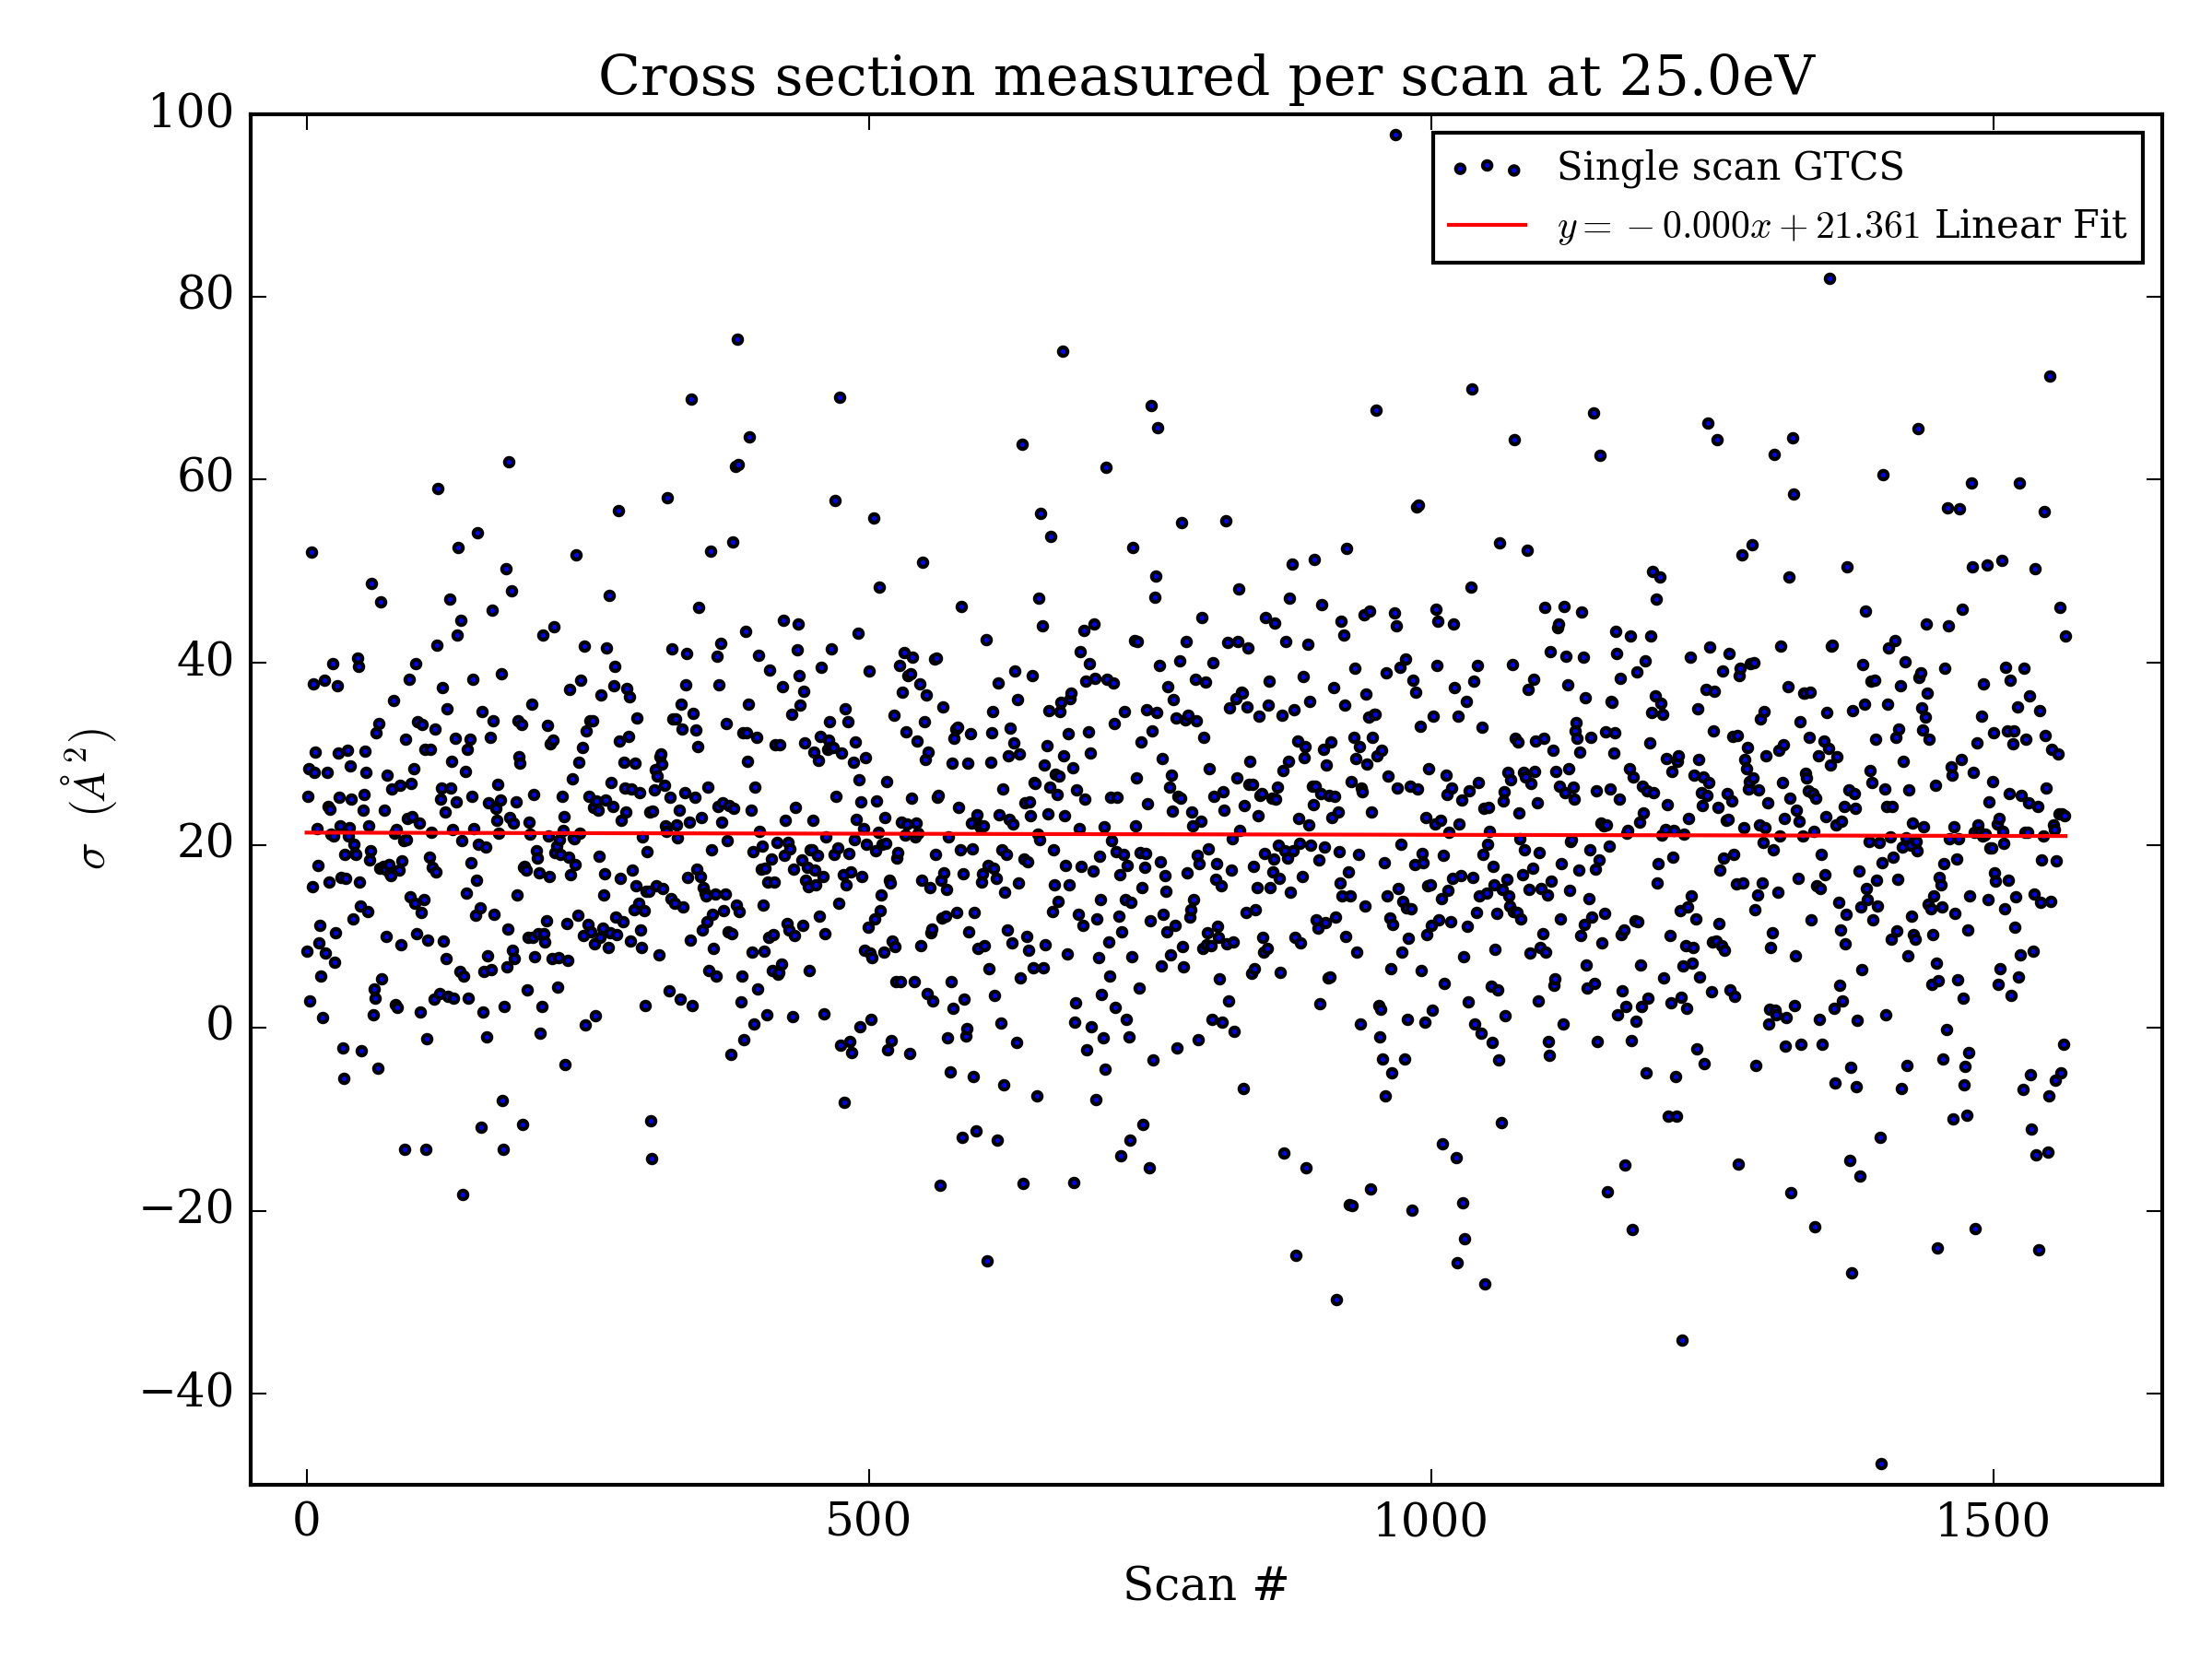 Cross section measured per scan at 25.0eV
100
80
60
40
20
0
−20
−40
σ (Å²)
Single scan GTCS
y = −0.000x + 21.361 Linear Fit
0 500 1000 1500
Scan #